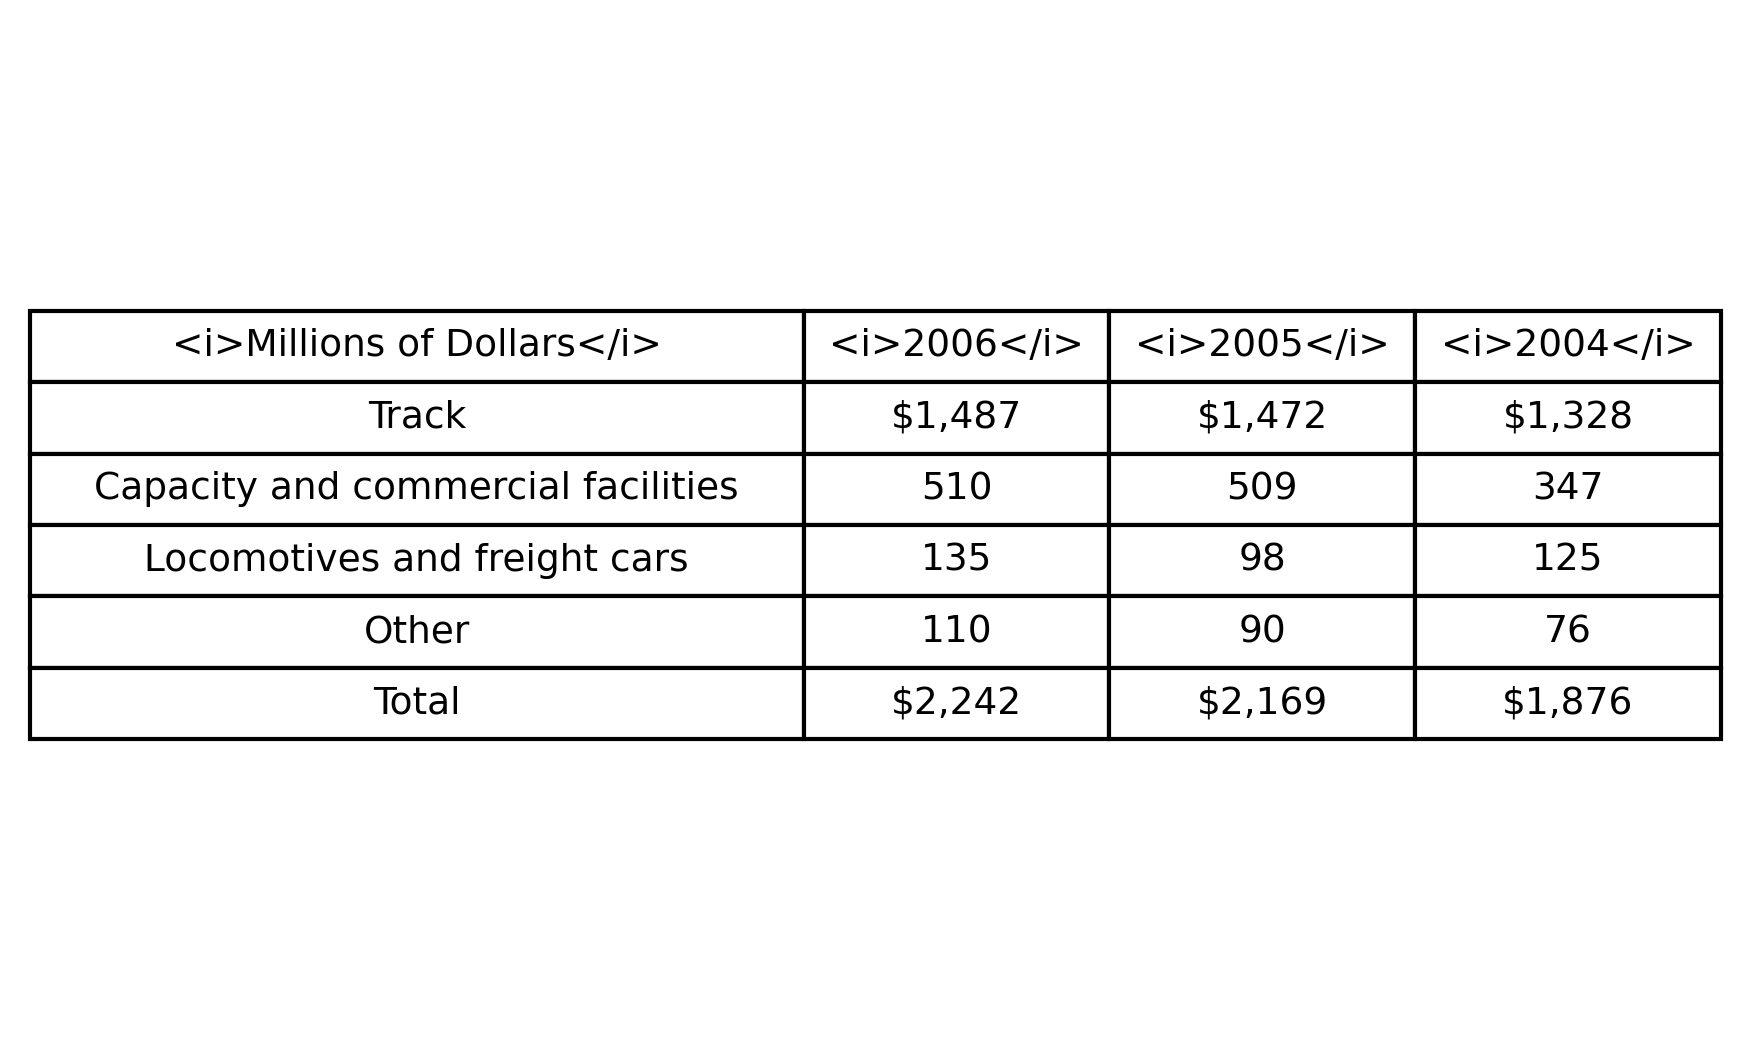 <i>Millions of Dollars</i> <i>2006</i> <i>2005</i> <i>2004</i>
Track $1,487 $1,472 $1,328
Capacity and commercial facilities 510 509 347
Locomotives and freight cars 135 98 125
Other 110 90 76
Total $2,242 $2,169 $1,876